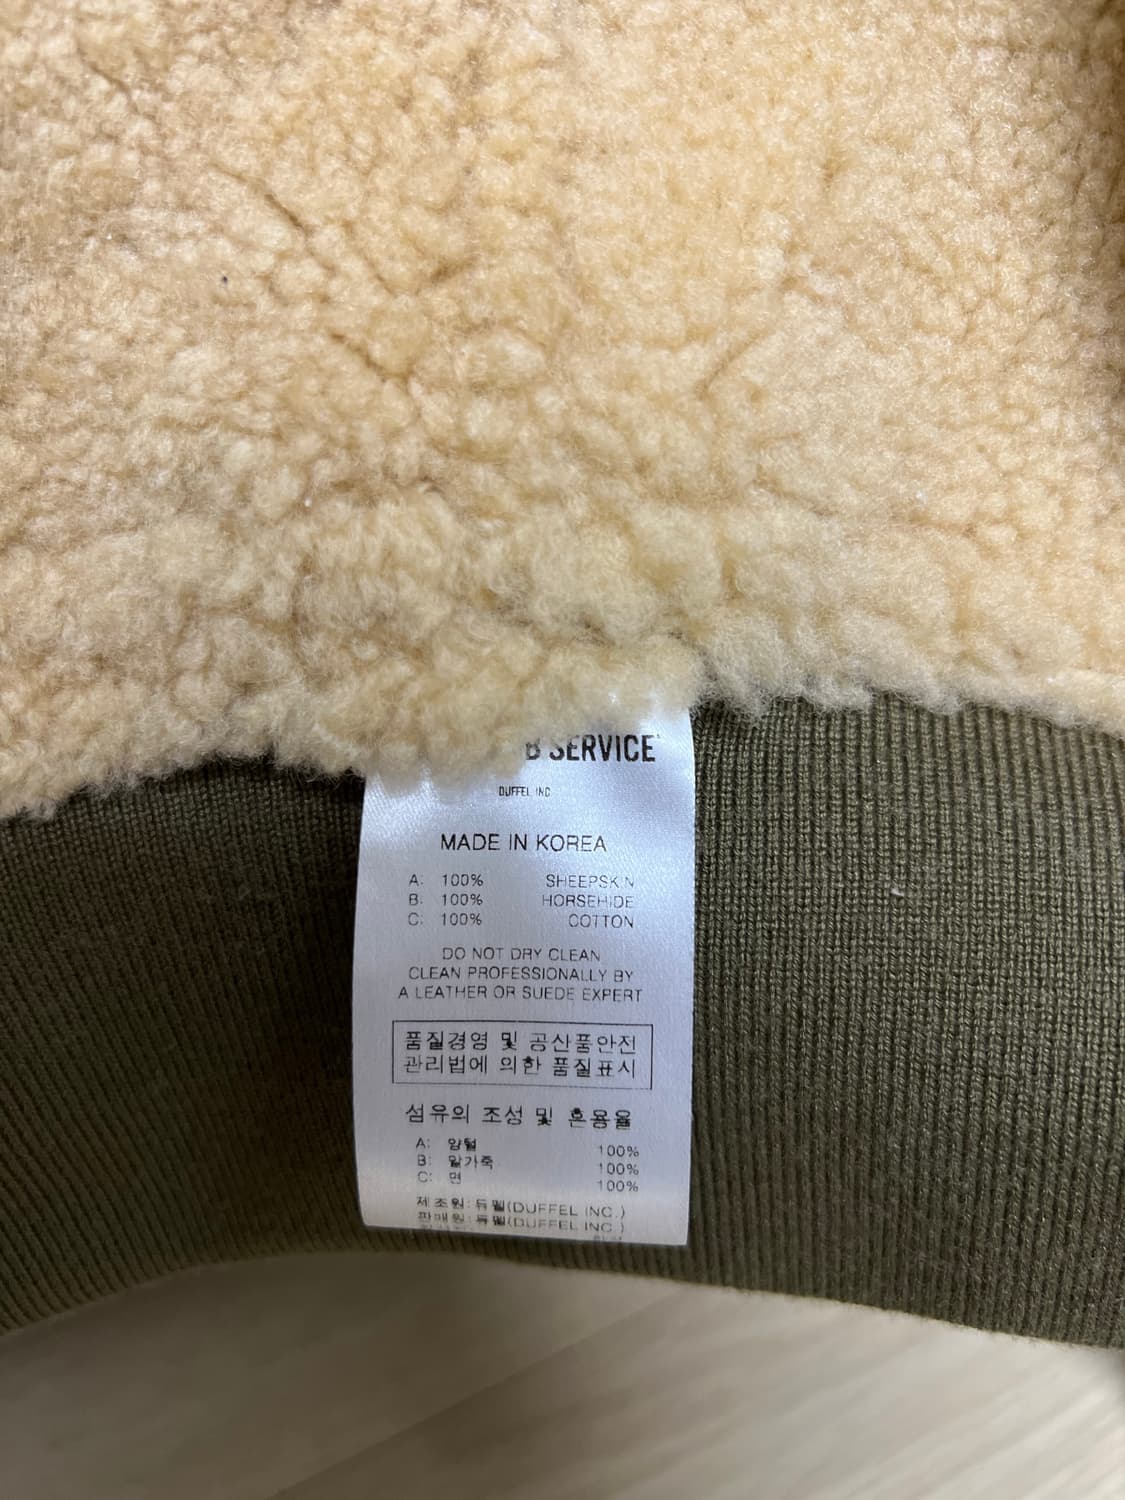 B SERVICE
DUFFEL INC
MADE IN KOREA
A: 100% SHEEPSKIN
B: 100% HORSEHIDE
C: 100% COTTON
DO NOT DRY CLEAN
CLEAN PROFESSIONALLY BY
A LEATHER OR SUEDE EXPERT
품질경영 및 공산품안전
관리법에 의한 품질표시
섬유의 조성 및 혼용율
A: 양털 100%
B: 말가죽 100%
C: 면 100%
제조원: 듀펠(DUFFEL INC.)
판매원: 듀펠(DUFFEL INC.)